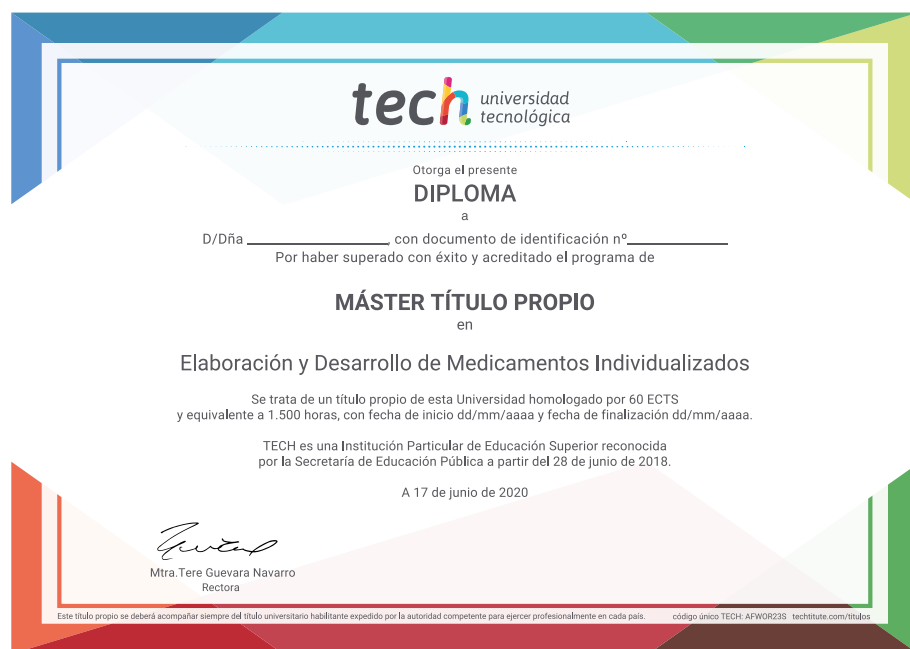 tech universidad
tecnológica
Otorga el presente
DIPLOMA
a
D/Dña ____________, con documento de identificación nº____________
Por haber superado con éxito y acreditado el programa de
MÁSTER TÍTULO PROPIO
en
Elaboración y Desarrollo de Medicamentos Individualizados
Se trata de un título propio de esta Universidad homologado por 60 ECTS
y equivalente a 1.500 horas, con fecha de inicio dd/mm/aaaa y fecha de finalización dd/mm/aaaa.
TECH es una Institución Particular de Educación Superior reconocida
por la Secretaría de Educación Pública a partir del 28 de junio de 2018.
A 17 de junio de 2020
Mtra.Tere Guevara Navarro
Rectora
Este título propio se deberá acompañar siempre del título universitario habilitante expedido por la autoridad competente para ejercer profesionalmente en cada país. código único TECH: AFWOR23S techtitute.com/titulos